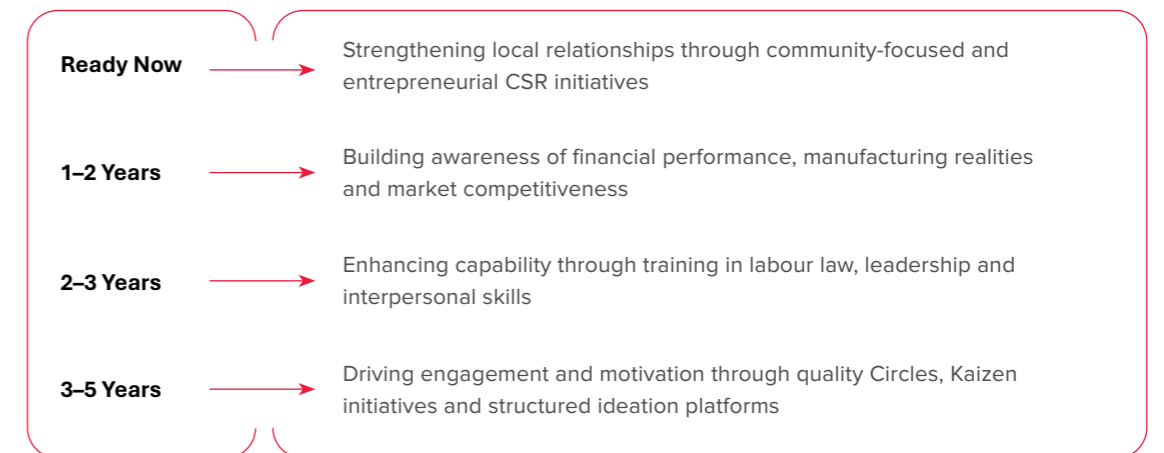 Ready Now
Strengthening local relationships through community-focused and
entrepreneurial CSR initiatives
1–2 Years
Building awareness of financial performance, manufacturing realities
and market competitiveness
2–3 Years
Enhancing capability through training in labour law, leadership and
interpersonal skills
3–5 Years
Driving engagement and motivation through quality Circles, Kaizen
initiatives and structured ideation platforms